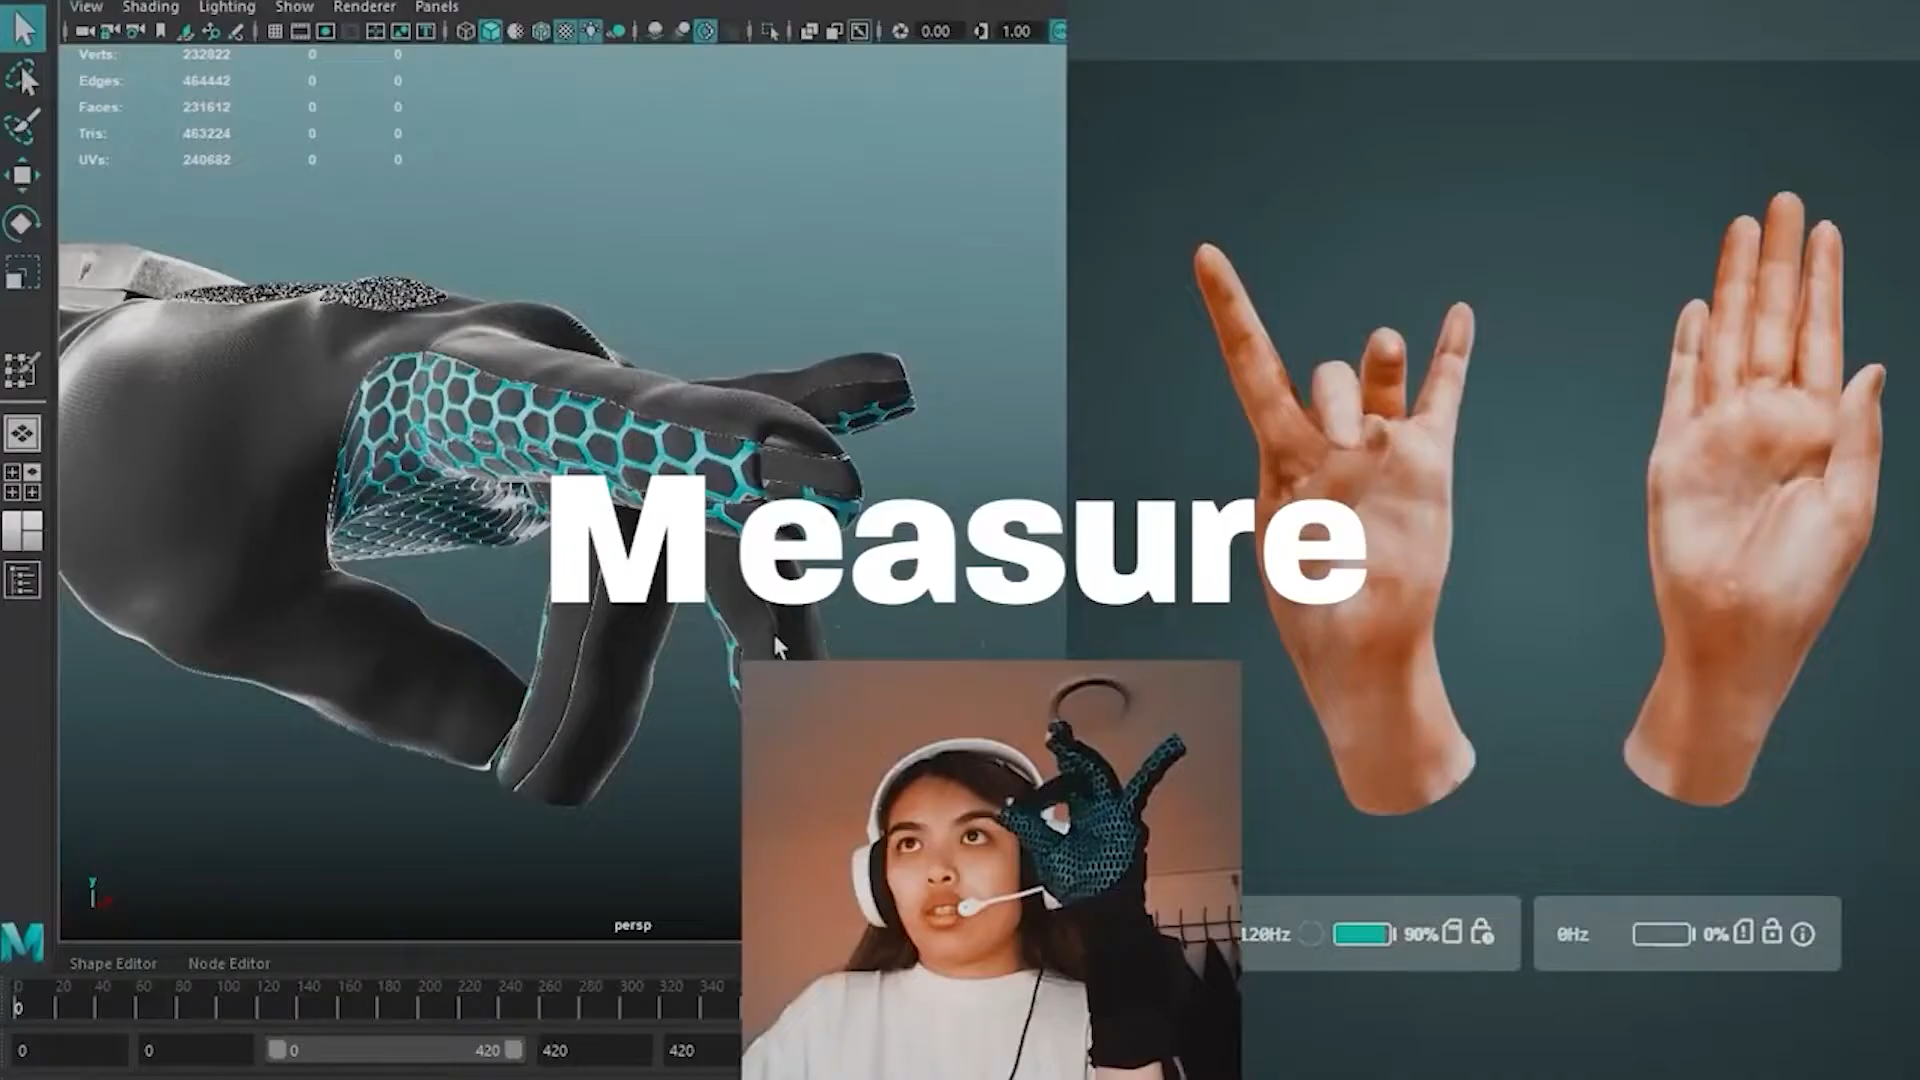 View Shading Lighting Show Renderer Panels
0.00 1.00
Verts: 232822 0 0
Edges: 464442 0 0
Faces: 231612 0 0
Tris: 463224 0 0
UVs: 240682 0 0
Measure
persp
120Hz 90% 0Hz 0%
Shape Editor Node Editor
0 20 40 60 80 100 120 140 160 180 200 220 240 260 280 300 320 340
0
0 0 0 420 420 420